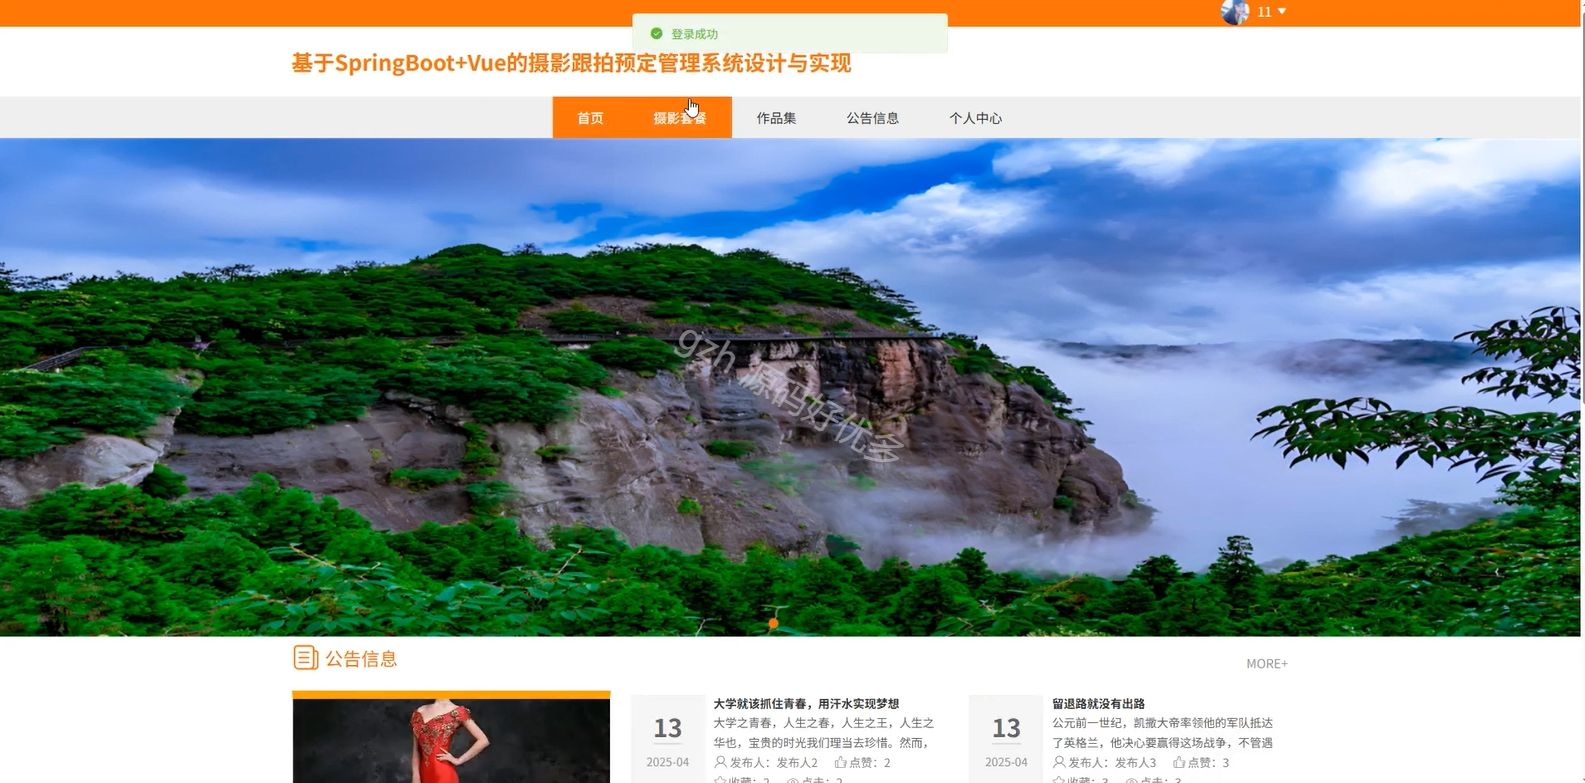 11
登录成功
基于SpringBoot+Vue的摄影跟拍预定管理系统设计与实现
首页 摄影套餐 作品集 公告信息 个人中心
gzh 源码好优多
公告信息
MORE+
13
2025-04
大学就该抓住青春，用汗水实现梦想
大学之青春，人生之春，人生之王，人生之
华也，宝贵的时光我们理当去珍惜。然而，
发布人：发布人2 点赞：2
收藏：2 点击：2
13
2025-04
留退路就没有出路
公元前一世纪，凯撒大帝率领他的军队抵达
了英格兰，他决心要赢得这场战争，不管遇
发布人：发布人3 点赞：3
收藏：3 点击：3